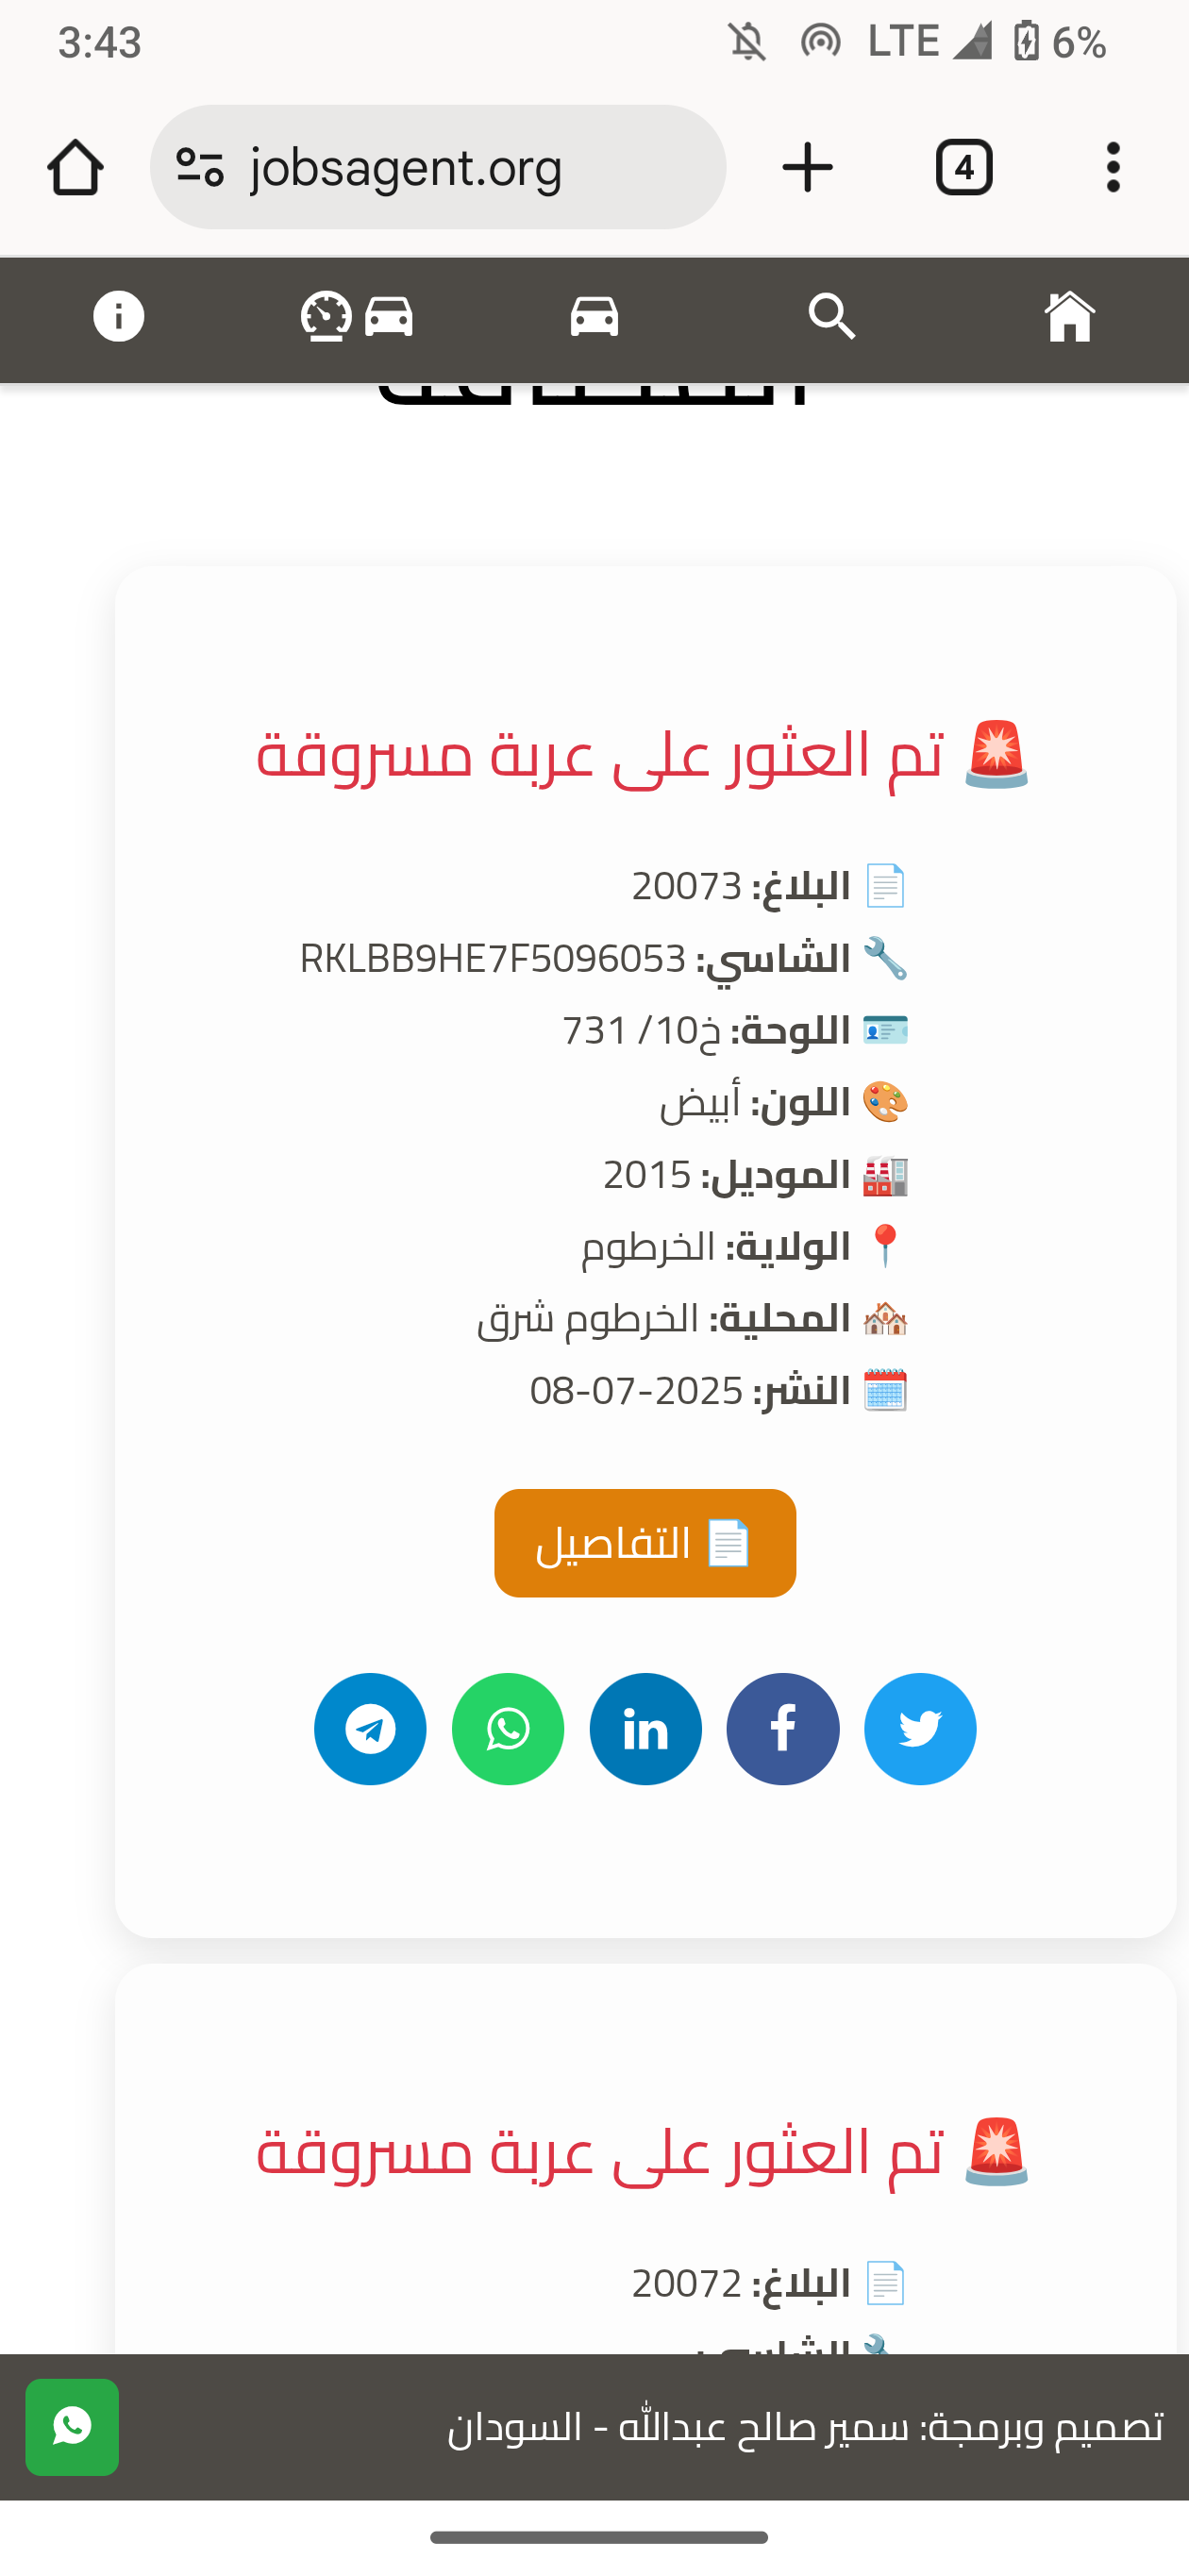 3:43
LTE 6%
jobsagent.org
4
تم العثور على عربة مسروقة
البلاغ: 20073
الشاسي: RKLBB9HE7F5096053
اللوحة: خ10/ 731
اللون: أبيض
الموديل: 2015
الولاية: الخرطوم
المحلية: الخرطوم شرق
النشر: 2025-07-08
التفاصيل
تم العثور على عربة مسروقة
البلاغ: 20072
الشاسي:
تصميم وبرمجة: سمير صالح عبدالله - السودان